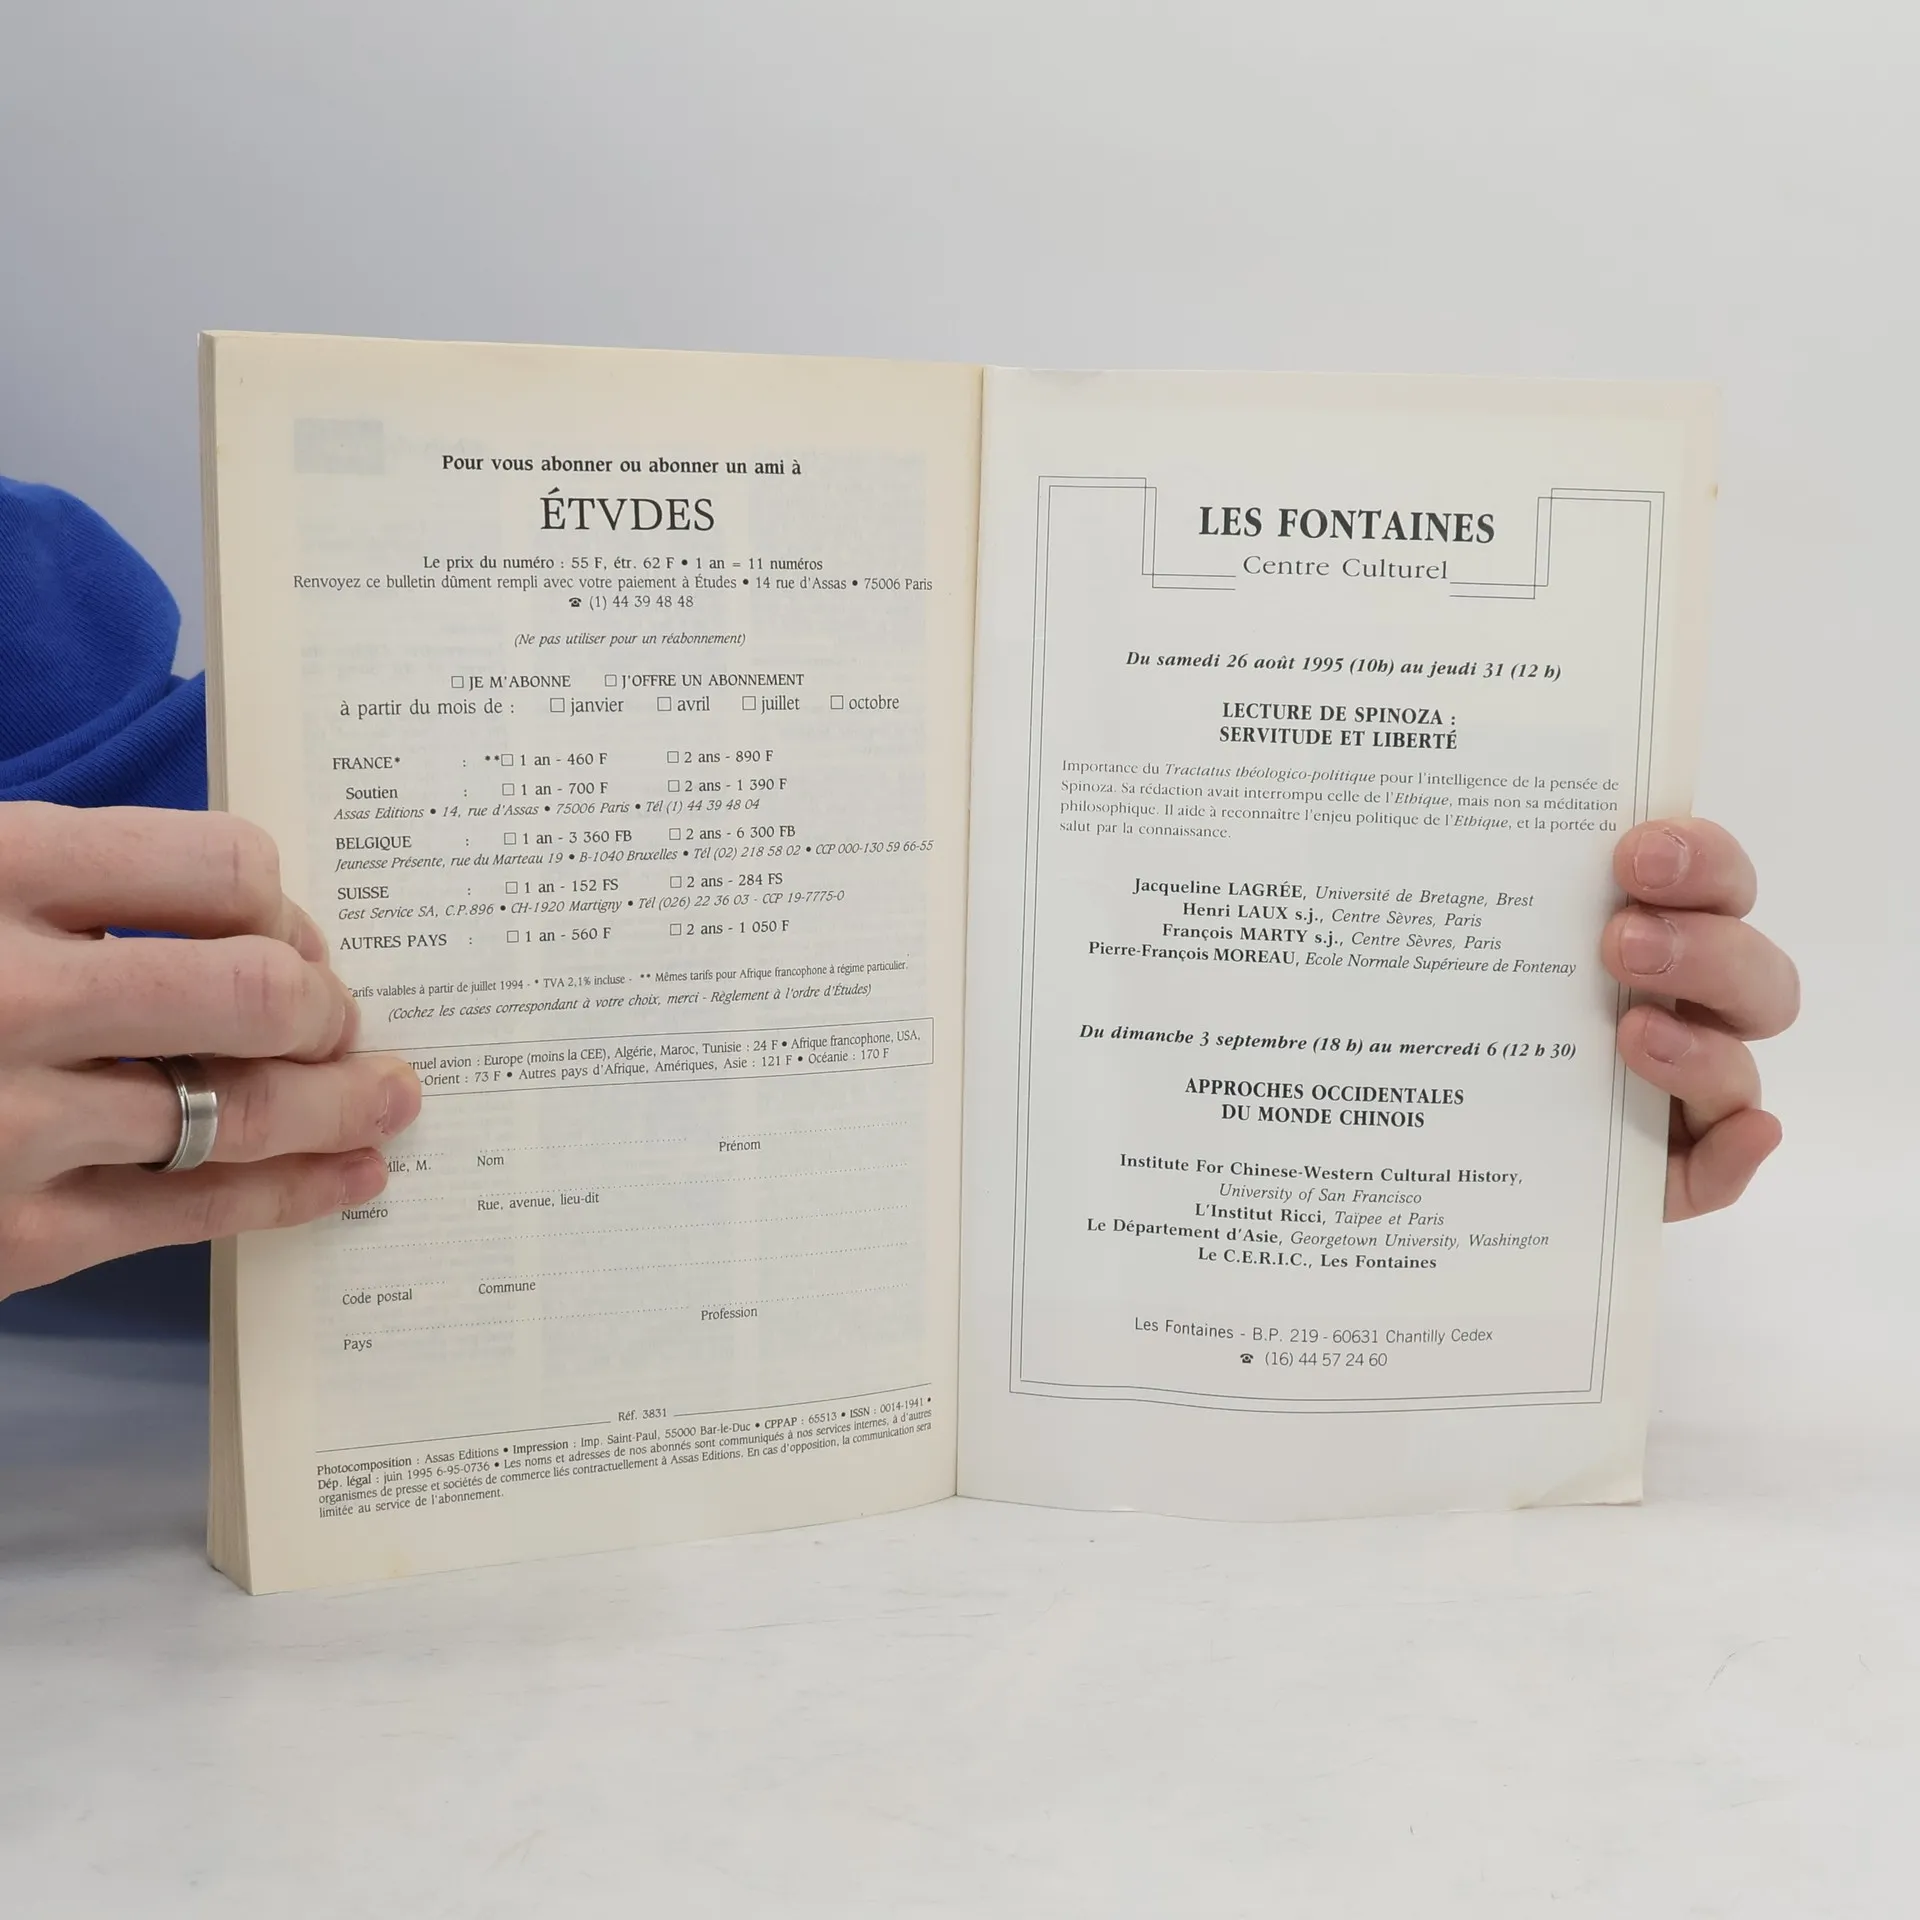 Pour vous abonner ou abonner un ami à
ÉTVDES
Le prix du numéro : 55 F, étr. 62 F • 1 an = 11 numéros
Renvoyez ce bulletin dûment rempli avec votre paiement à Études • 14 rue d'Assas • 75006 Paris
☎ (1) 44 39 48 48
(Ne pas utiliser pour un réabonnement)
☐ JE M'ABONNE ☐ J'OFFRE UN ABONNEMENT
à partir du mois de : ☐ janvier ☐ avril ☐ juillet ☐ octobre
FRANCE* : **☐ 1 an - 460 F ☐ 2 ans - 890 F
Soutien : ☐ 1 an - 700 F ☐ 2 ans - 1 390 F
Assas Editions • 14, rue d'Assas • 75006 Paris • Tél (1) 44 39 48 04
BELGIQUE : ☐ 1 an - 3 360 FB ☐ 2 ans - 6 300 FB
Jeunesse Présente, rue du Marteau 19 • B-1040 Bruxelles • Tél (02) 218 58 02 • CCP 000-130 59 66-55
SUISSE : ☐ 1 an - 152 FS ☐ 2 ans - 284 FS
Gest Service SA, C.P.896 • CH-1920 Martigny • Tél (026) 22 36 03 - CCP 19-7775-0
AUTRES PAYS : ☐ 1 an - 560 F ☐ 2 ans - 1 050 F
arifs valables à partir de juillet 1994 - * TVA 2,1% incluse - ** Mêmes tarifs pour Afrique francophone à régime particulier.
(Cochez les cases correspondant à votre choix, merci - Règlement à l'ordre d'Études)
nuel avion : Europe (moins la CEE), Algérie, Maroc, Tunisie : 24 F • Afrique francophone, USA,
-Orient : 73 F • Autres pays d'Afrique, Amériques, Asie : 121 F • Océanie : 170 F
lle, M. Nom Prénom
Numéro Rue, avenue, lieu-dit
Code postal Commune
Pays Profession
Réf. 3831
Photocomposition : Assas Editions • Impression : Imp. Saint-Paul, 55000 Bar-le-Duc • CPPAP : 65513 • ISSN : 0014-1941 •
Dép. légal : juin 1995 6-95-0736 • Les noms et adresses de nos abonnés sont communiqués à nos services internes, à d'autres
organismes de presse et sociétés de commerce liés contractuellement à Assas Editions. En cas d'opposition, la communication sera
limitée au service de l'abonnement.
LES FONTAINES
Centre Culturel
Du samedi 26 août 1995 (10h) au jeudi 31 (12 h)
LECTURE DE SPINOZA :
SERVITUDE ET LIBERTÉ
Importance du Tractatus théologico-politique pour l'intelligence de la pensée de
Spinoza. Sa rédaction avait interrompu celle de l'Ethique, mais non sa méditation
philosophique. Il aide à reconnaître l'enjeu politique de l'Ethique, et la portée du
salut par la connaissance.
Jacqueline LAGRÉE, Université de Bretagne, Brest
Henri LAUX s.j., Centre Sèvres, Paris
François MARTY s.j., Centre Sèvres, Paris
Pierre-François MOREAU, Ecole Normale Supérieure de Fontenay
Du dimanche 3 septembre (18 h) au mercredi 6 (12 h 30)
APPROCHES OCCIDENTALES
DU MONDE CHINOIS
Institute For Chinese-Western Cultural History,
University of San Francisco
L'Institut Ricci, Taïpee et Paris
Le Département d'Asie, Georgetown University, Washington
Le C.E.R.I.C., Les Fontaines
Les Fontaines - B.P. 219 - 60631 Chantilly Cedex
☎ (16) 44 57 24 60